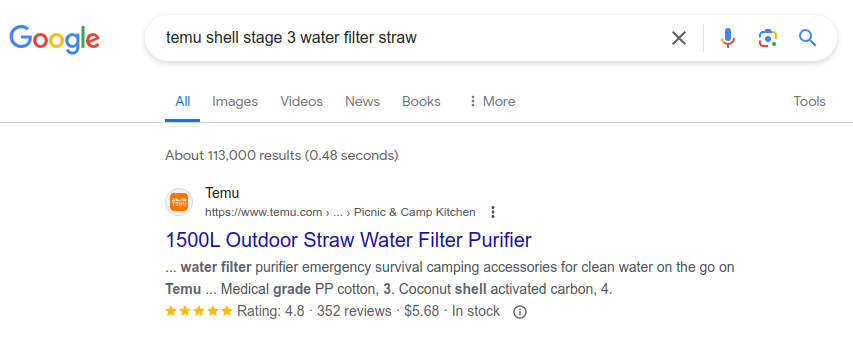 Google
temu shell stage 3 water filter straw
All Images Videos News Books More Tools
About 113,000 results (0.48 seconds)
TEMU
Temu
https://www.temu.com › ... › Picnic & Camp Kitchen
1500L Outdoor Straw Water Filter Purifier
... water filter purifier emergency survival camping accessories for clean water on the go on
Temu ... Medical grade PP cotton, 3. Coconut shell activated carbon, 4.
Rating: 4.8 · 352 reviews · $5.68 · In stock